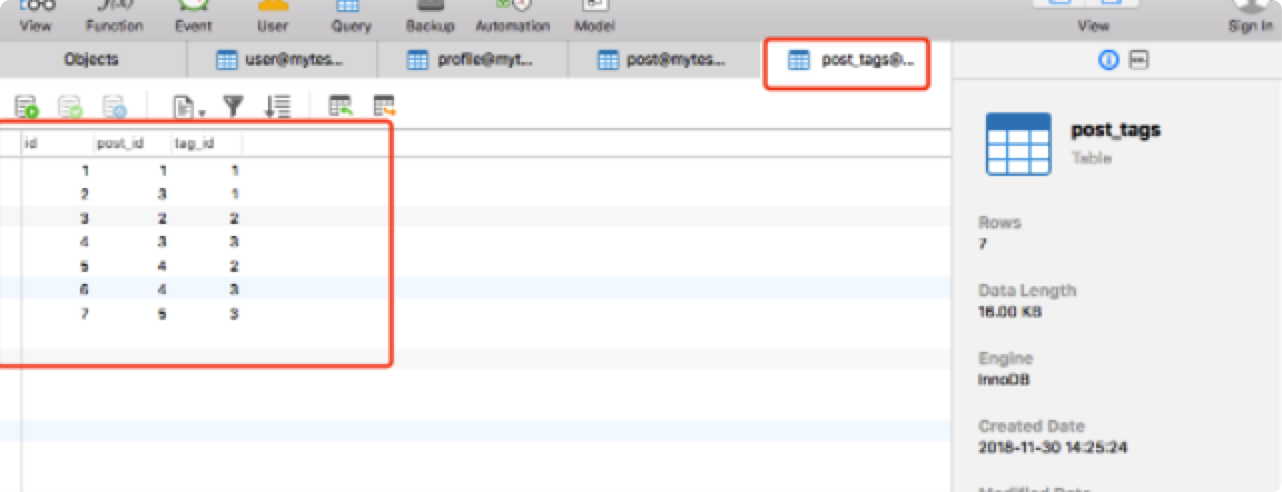 View Function Event User Query Backup Automation Model View Sign In
Objects user@mytes... profile@myt... post@mytes... post_tags@...
id post_id tag_id
1 1 1
2 3 1
3 2 2
4 3 3
5 4 2
6 4 3
7 5 3
post_tags
Table
Rows
7
Data Length
16.00 KB
Engine
InnoDB
Created Date
2018-11-30 14:25:24
Modified Date